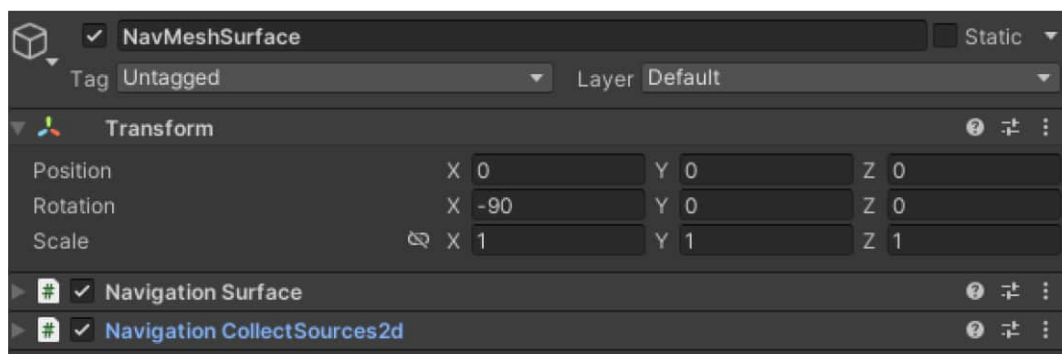 NavMeshSurface Static
Tag Untagged Layer Default
Transform
Position X 0 Y 0 Z 0
Rotation X -90 Y 0 Z 0
Scale X 1 Y 1 Z 1
# Navigation Surface
# Navigation CollectSources2d